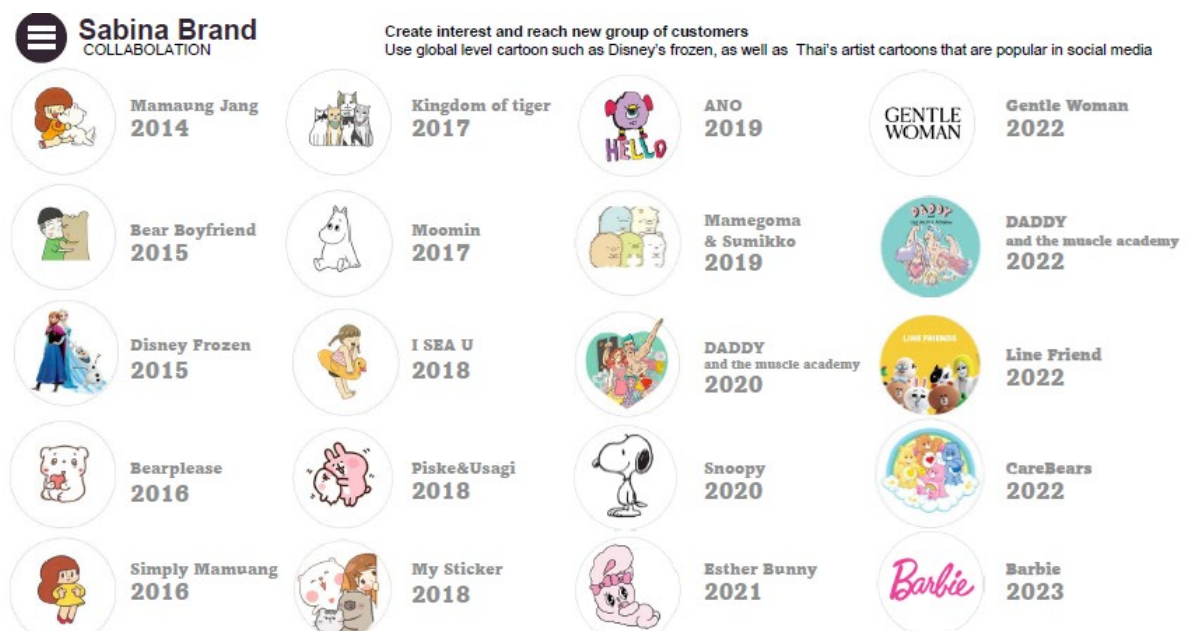 Sabina Brand
COLLABOLATION
Create interest and reach new group of customers
Use global level cartoon such as Disney's frozen, as well as Thai's artist cartoons that are popular in social media
Mamaung Jang
2014
Bear Boyfriend
2015
Disney Frozen
2015
Bearplease
2016
Simply Mamuang
2016
Kingdom of tiger
2017
Moomin
2017
I SEA U
2018
Piske&Usagi
2018
My Sticker
2018
HELLO
ANO
2019
Mamegoma
& Sumikko
2019
DADDY
and the muscle academy
2020
Snoopy
2020
Esther Bunny
2021
GENTLE
WOMAN
Gentle Woman
2022
DADDY
DADDY
and the muscle academy
2022
LINE FRIENDS
Line Friend
2022
CareBears
2022
Barbie
Barbie
2023